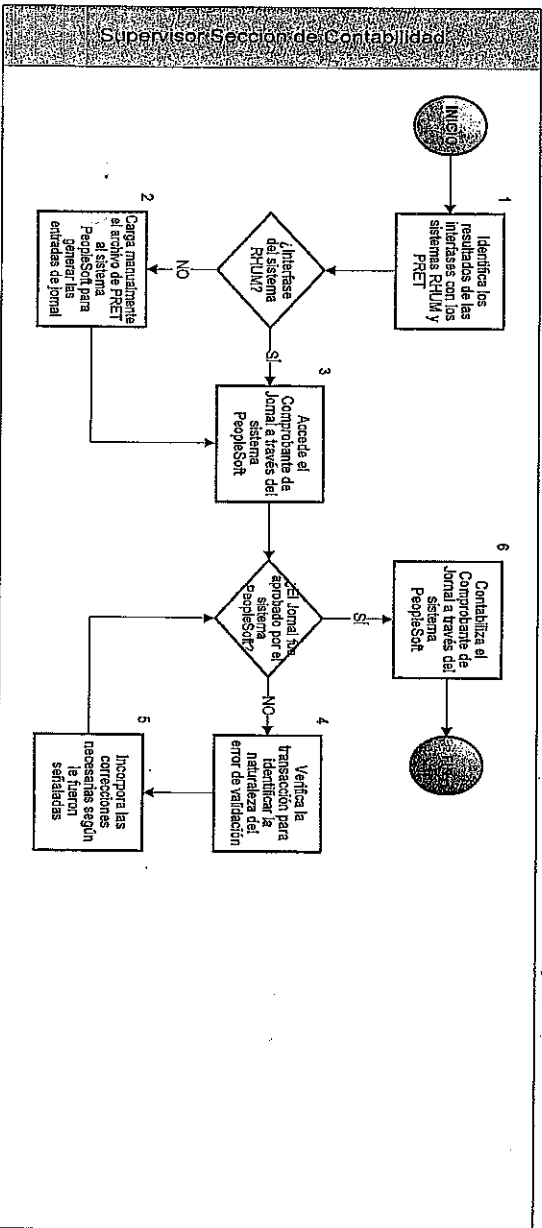 Supervisor Sección de Contabilidad
INICIO
1
Identifica los
resultados de las
interfases con los
sistemas RHUM y
PRET
¿Interfase
del sistema
RHUM?
NO
SÍ
2
Carga manualmente
el archivo de PRET
al sistema
PeopleSoft para
generar las
entradas de jornal
3
Accede el
Comprobante de
Jornal a través del
sistema
PeopleSoft
¿El Jornal fue
aprobado por el
sistema
PeopleSoft?
NO
SÍ
4
Verifica la
transacción para
identificar la
naturaleza del
error de validación
5
Incorpora las
correcciones
necesarias según
le fueron
señaladas
6
Contabiliza el
Comprobante de
Jornal a través del
sistema
PeopleSoft